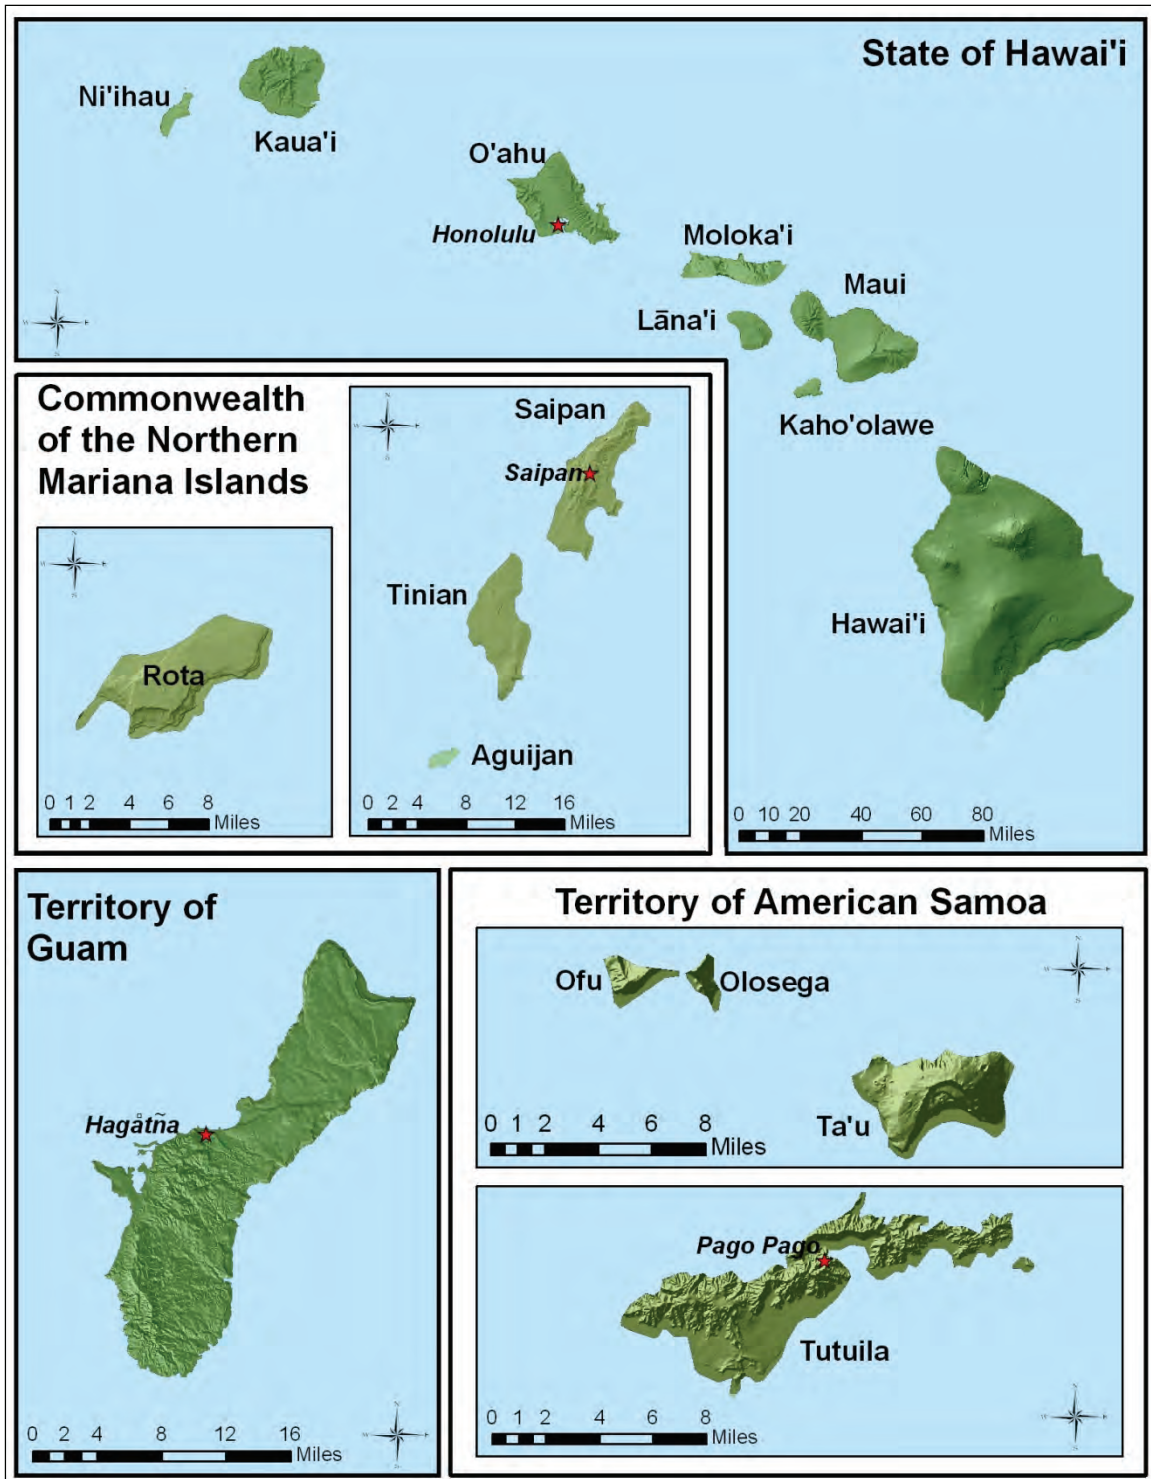 State of Hawai'i
Ni'ihau
Kaua'i
O'ahu
Honolulu
Moloka'i
Maui
Lāna'i
Kaho'olawe
Hawai'i
0 10 20 40 60 80
Miles
Commonwealth
of the Northern
Mariana Islands
Rota
0 1 2 4 6 8
Miles
Saipan
Saipan
Tinian
Aguijan
0 2 4 8 12 16
Miles
Territory of
Guam
Hagåtña
0 2 4 8 12 16
Miles
Territory of American Samoa
Ofu
Olosega
Ta'u
0 1 2 4 6 8
Miles
Pago Pago
Tutuila
0 1 2 4 6 8
Miles